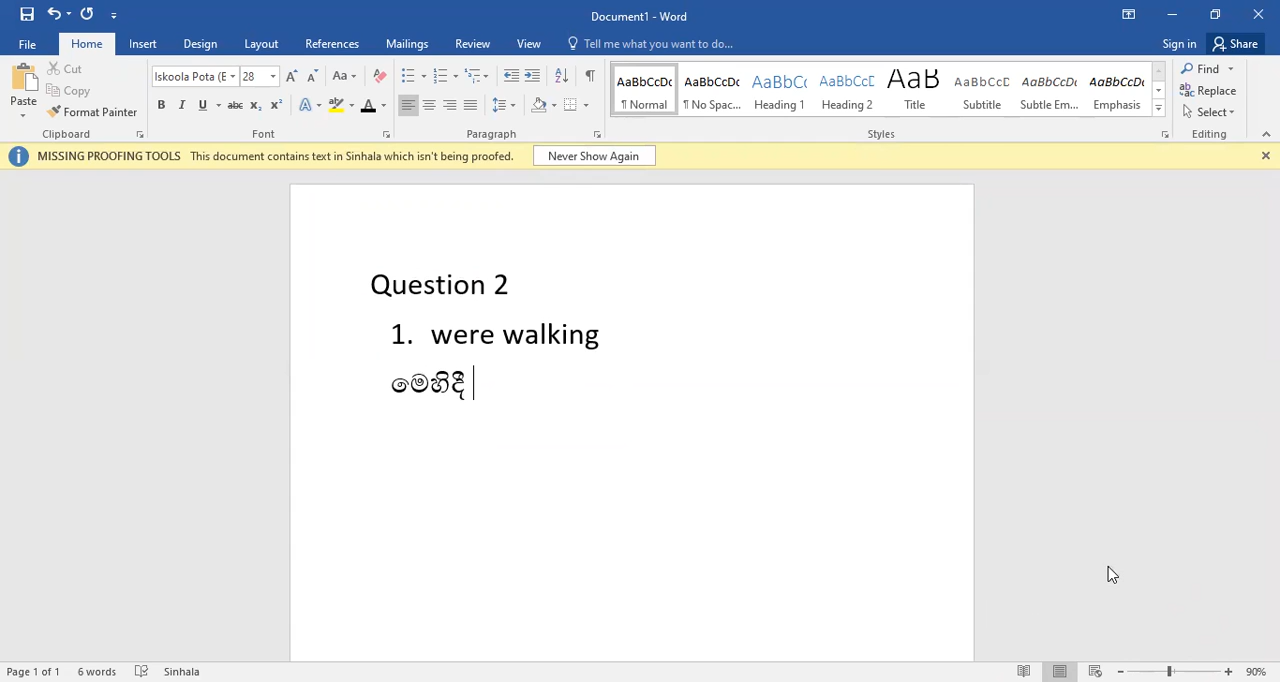 Document1 - Word
File Home Insert Design Layout References Mailings Review View Tell me what you want to do... Sign in Share
Paste Cut Copy Format Painter Clipboard
Iskoola Pota (E 28 Aa Font
Paragraph
AaBbCcDc AaBbCcDc AaBbCc AaBbCcD AaB AaBbCcD AaBbCcDc AaBbCcDc
¶ Normal ¶ No Spac... Heading 1 Heading 2 Title Subtitle Subtle Em... Emphasis
Styles
Find Replace Select Editing
MISSING PROOFING TOOLS This document contains text in Sinhala which isn't being proofed. Never Show Again
Question 2
1. were walking
මෙහිදී
Page 1 of 1 6 words Sinhala 90%